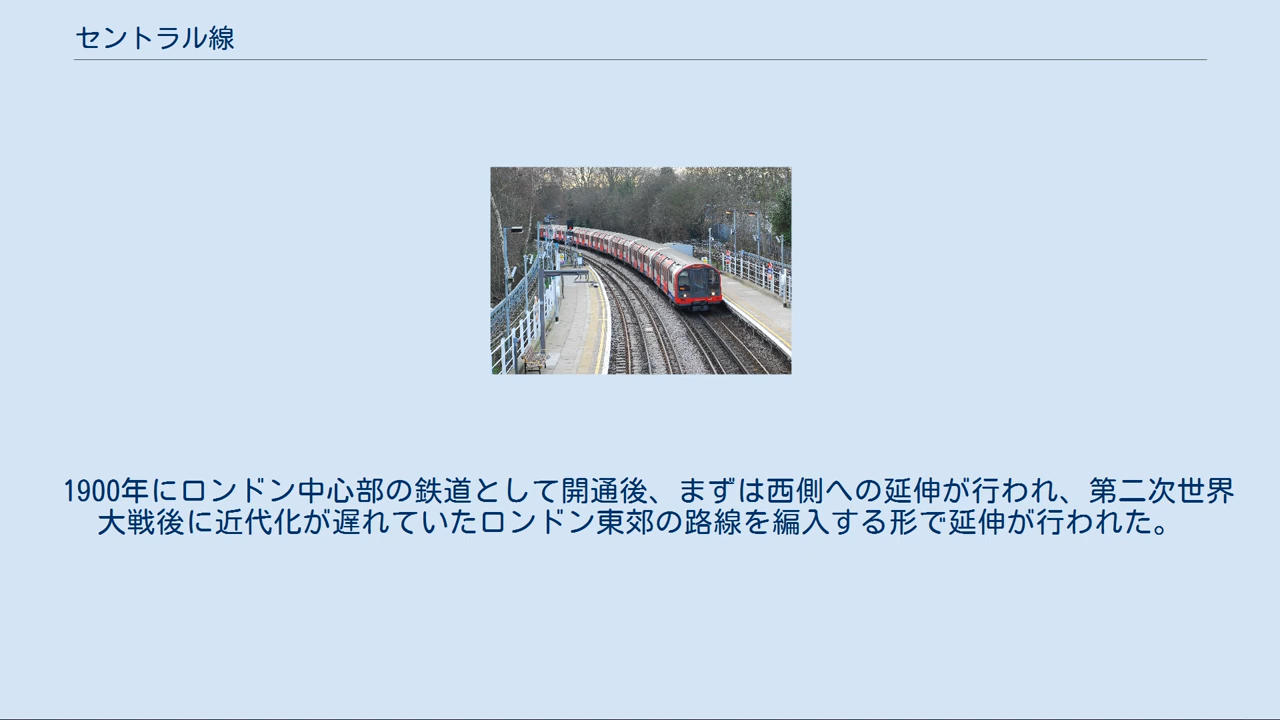 セントラル線
1900年にロンドン中心部の鉄道として開通後、まずは西側への延伸が行われ、第二次世界
大戦後に近代化が遅れていたロンドン東郊の路線を編入する形で延伸が行われた。